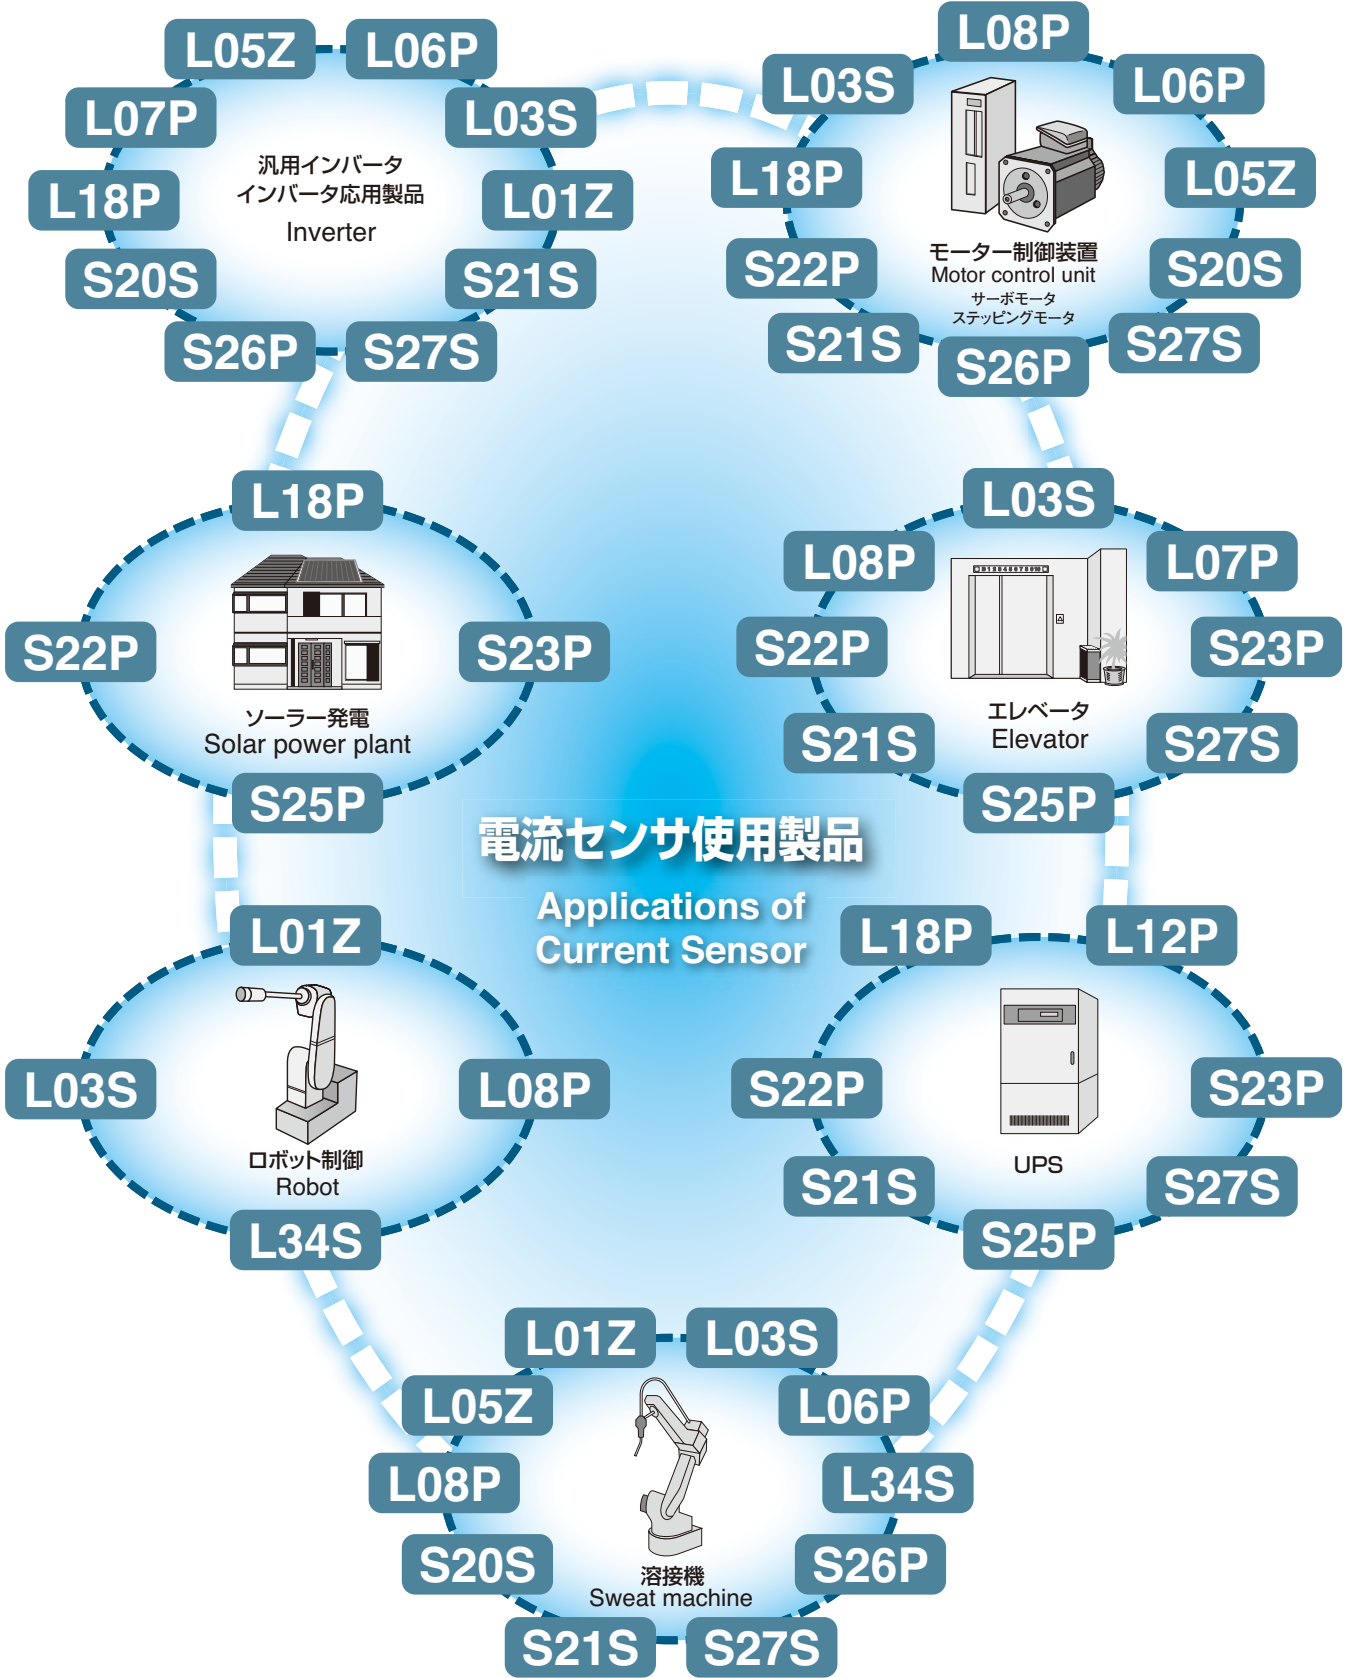 L05Z
L06P
L07P
L03S
L18P
L01Z
S20S
S21S
S26P
S27S
汎用インバータ
インバータ応用製品
Inverter
L08P
L03S
L06P
L18P
L05Z
S22P
S20S
S21S
S27S
S26P
モーター制御装置
Motor control unit
サーボモータ
ステッピングモータ
L18P
S22P
S23P
S25P
ソーラー発電
Solar power plant
L03S
L08P
L07P
S22P
S23P
S21S
S27S
S25P
エレベータ
Elevator
電流センサ使用製品
Applications of
Current Sensor
L01Z
L03S
L08P
L34S
ロボット制御
Robot
L18P
L12P
S22P
S23P
S21S
S27S
S25P
UPS
L01Z
L03S
L05Z
L06P
L08P
L34S
S20S
S26P
S21S
S27S
溶接機
Sweat machine